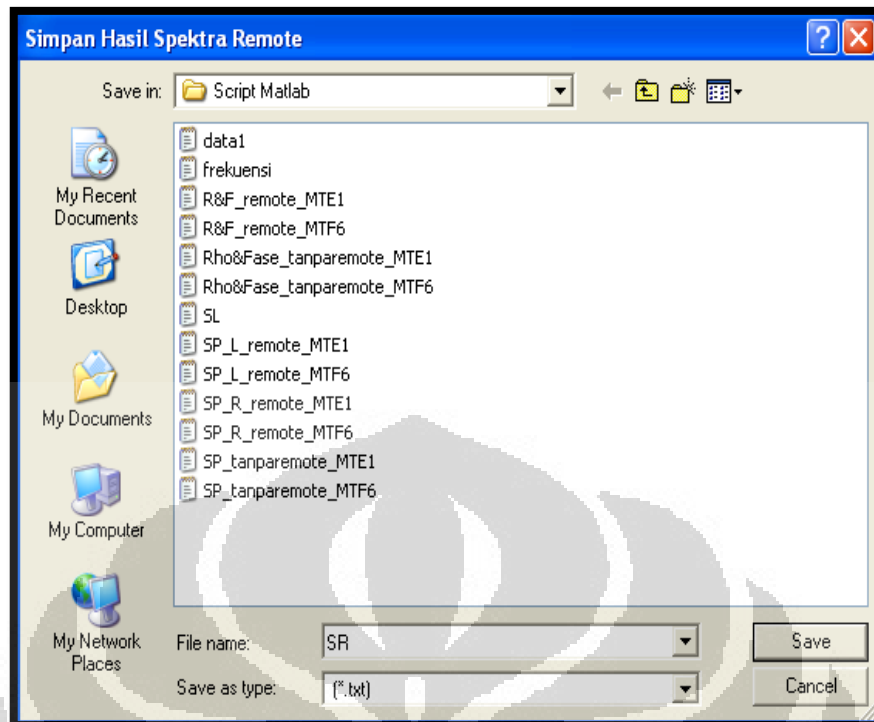 Simpan Hasil Spektra Remote
Save in:
Script Matlab
My Recent
Documents
Desktop
My Documents
My Computer
My Network
Places
data1
frekuensi
R&F_remote_MTE1
R&F_remote_MTF6
Rho&Fase_tanparemote_MTE1
Rho&Fase_tanparemote_MTF6
SL
SP_L_remote_MTE1
SP_L_remote_MTF6
SP_R_remote_MTE1
SP_R_remote_MTF6
SP_tanparemote_MTE1
SP_tanparemote_MTF6
File name:
SR
Save
Save as type:
(*.txt)
Cancel